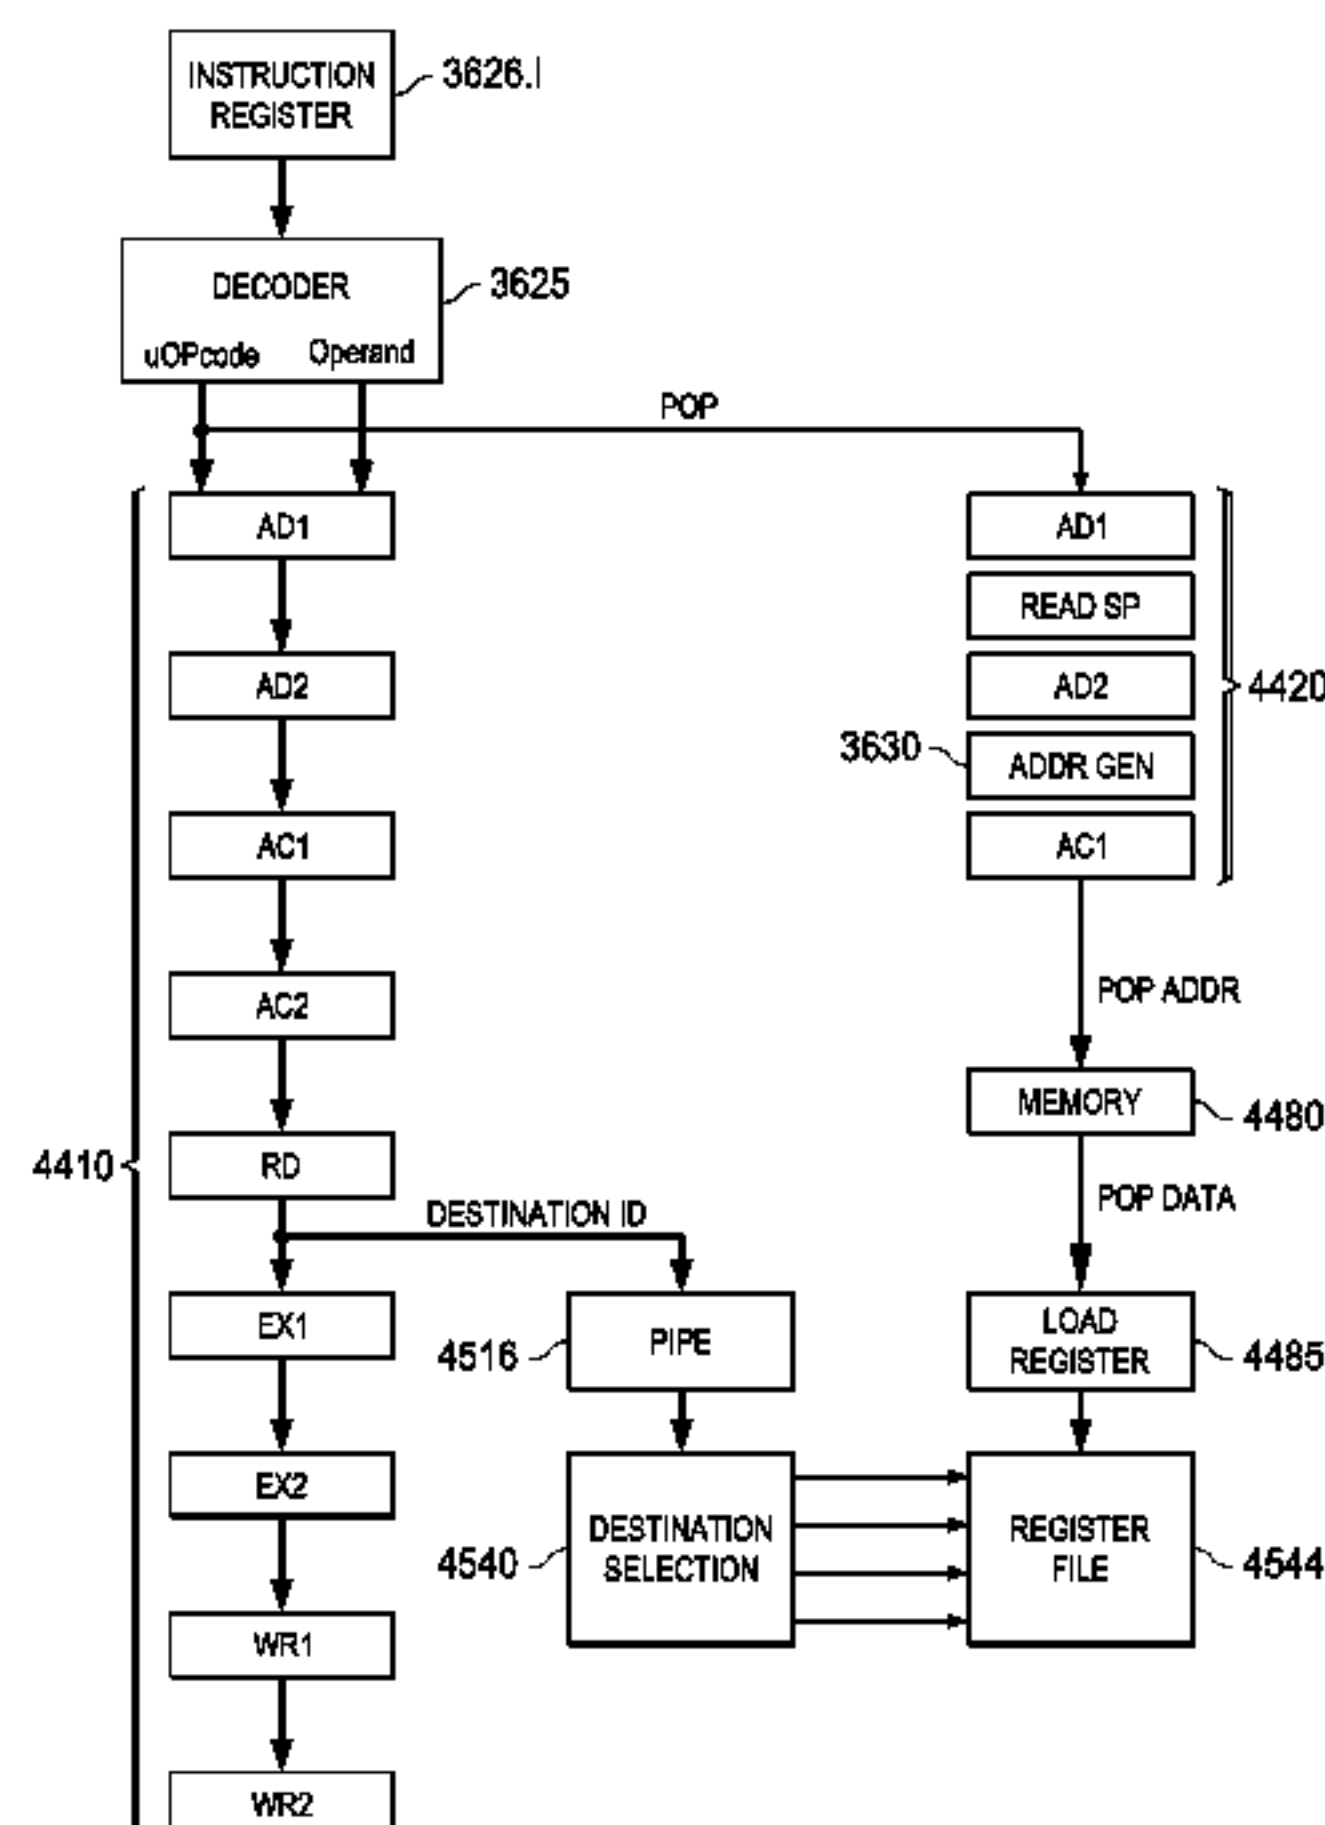 INSTRUCTION
REGISTER
3626.I
DECODER
3625
uOPcode
Operand
POP
AD1
AD1
READ SP
AD2
AD2
4420
3630
ADDR GEN
AC1
AC1
AC2
POP ADDR
MEMORY
4480
4410
RD
POP DATA
DESTINATION ID
EX1
4516
PIPE
LOAD
REGISTER
4485
EX2
4540
DESTINATION
SELECTION
REGISTER
FILE
4544
WR1
WR2